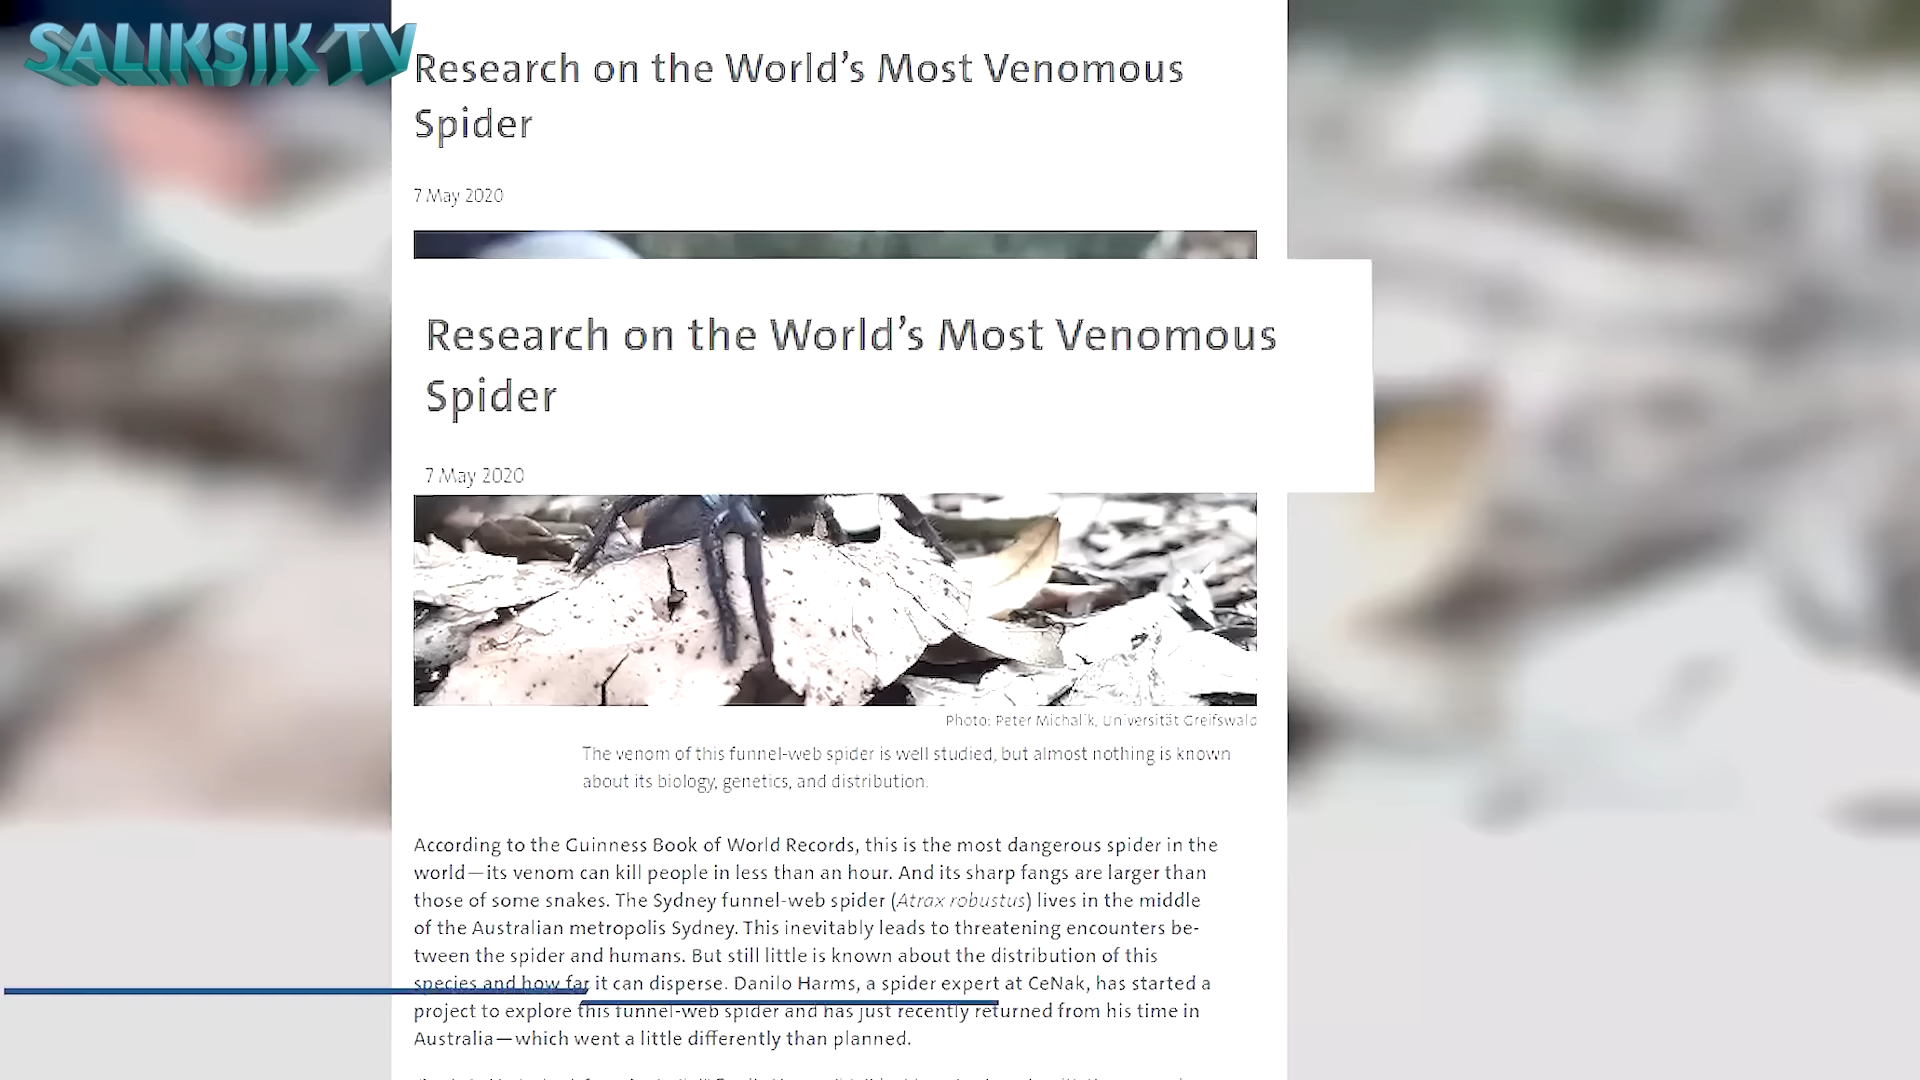 SALIKSIK TV
Research on the World's Most Venomous
Spider
7 May 2020
Research on the World's Most Venomous
Spider
7 May 2020
Photo: Peter Michalik, Universität Greifswald
The venom of this funnel-web spider is well studied, but almost nothing is known
about its biology, genetics, and distribution.
According to the Guinness Book of World Records, this is the most dangerous spider in the
world—its venom can kill people in less than an hour. And its sharp fangs are larger than
those of some snakes. The Sydney funnel-web spider (Atrax robustus) lives in the middle
of the Australian metropolis Sydney. This inevitably leads to threatening encounters be-
tween the spider and humans. But still little is known about the distribution of this
species and how far it can disperse. Danilo Harms, a spider expert at CeNak, has started a
project to explore this funnel-web spider and has just recently returned from his time in
Australia—which went a little differently than planned.